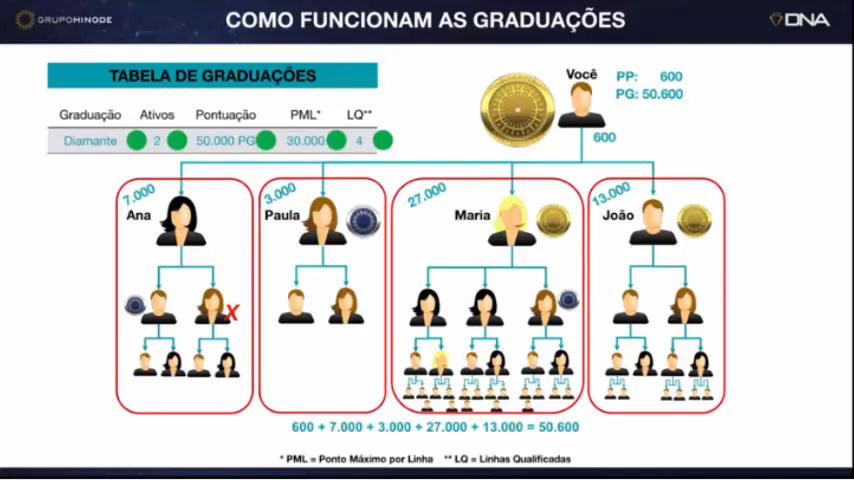 GRUPOHINODE
COMO FUNCIONAM AS GRADUAÇÕES
DNA
TABELA DE GRADUAÇÕES
Graduação Ativos Pontuação PML* LQ**
Diamante 2 50.000 PG 30.000 4
Você
PP: 600
PG: 50.600
600
7.000
Ana
3.000
Paula
27.000
Maria
13.000
João
X
600 + 7.000 + 3.000 + 27.000 + 13.000 = 50.600
* PML = Ponto Máximo por Linha ** LQ = Linhas Qualificadas